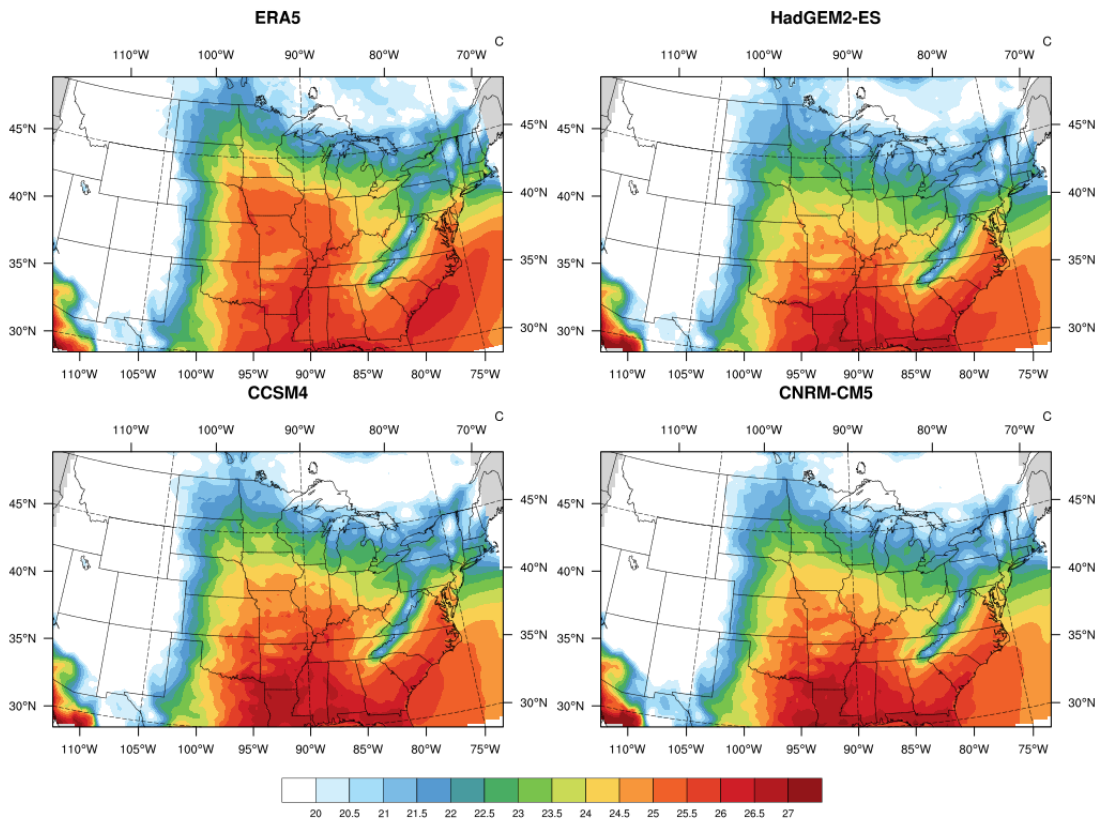 ERA5
HadGEM2-ES
C
C
110°W 100°W 90°W 80°W 70°W
110°W 100°W 90°W 80°W 70°W
45°N 45°N 45°N 45°N
40°N 40°N 40°N 40°N
35°N 35°N 35°N 35°N
30°N 30°N 30°N 30°N
110°W 105°W 100°W 95°W 90°W 85°W 80°W 75°W
110°W 105°W 100°W 95°W 90°W 85°W 80°W 75°W
CCSM4
CNRM-CM5
C
C
110°W 100°W 90°W 80°W 70°W
110°W 100°W 90°W 80°W 70°W
45°N 45°N 45°N 45°N
40°N 40°N 40°N 40°N
35°N 35°N 35°N 35°N
30°N 30°N 30°N 30°N
110°W 105°W 100°W 95°W 90°W 85°W 80°W 75°W
110°W 105°W 100°W 95°W 90°W 85°W 80°W 75°W
20 20.5 21 21.5 22 22.5 23 23.5 24 24.5 25 25.5 26 26.5 27